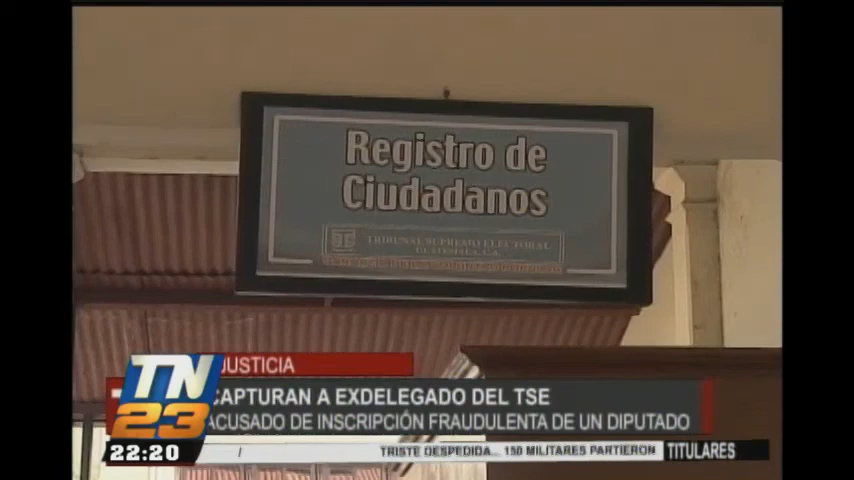 Registro de
Ciudadanos
TRIBUNAL SUPREMO ELECTORAL
GUATEMALA, C.A.
JUSTICIA
CAPTURAN A EXDELEGADO DEL TSE
ACUSADO DE INSCRIPCIÓN FRAUDULENTA DE UN DIPUTADO
TN
23
22:20
/ TRISTE DESPEDIDA... 150 MILITARES PARTIERON
TITULARES